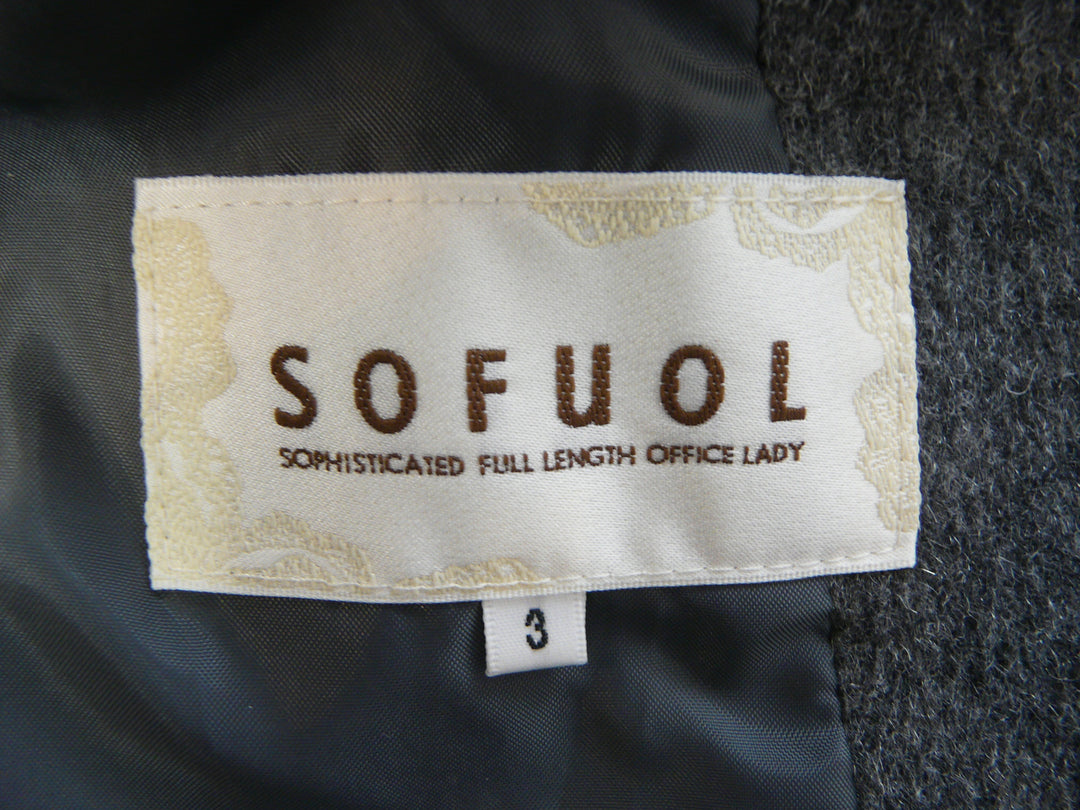 SOFUOL
SOPHISTICATED FULL LENGTH OFFICE LADY
3